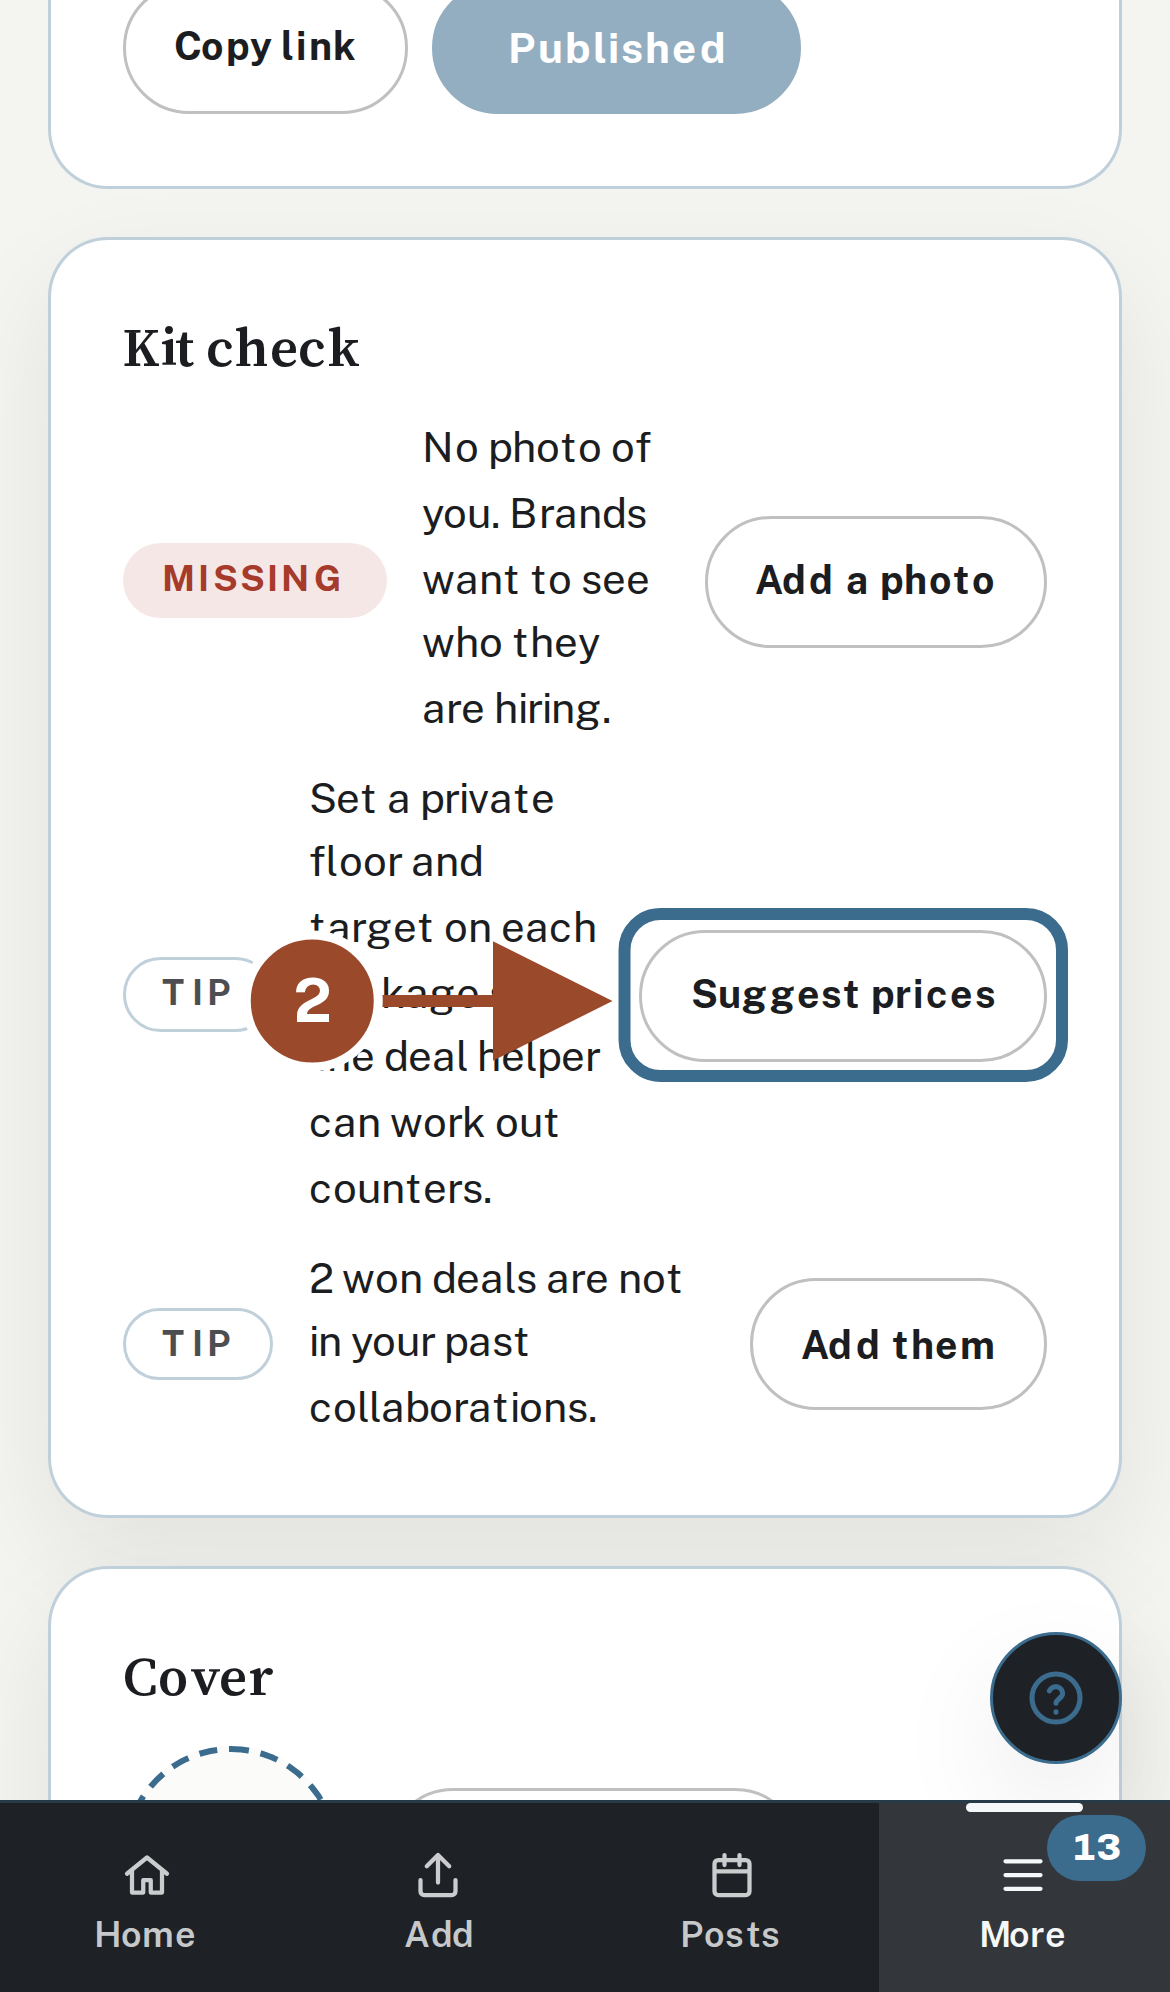 Copy link
Published
Kit check
MISSING
No photo of
you. Brands
want to see
who they
are hiring.
Add a photo
TIP
Set a private
floor and
target on each
deal helper
can work out
counters.
2
Suggest prices
TIP
2 won deals are not
in your past
collaborations.
Add them
Cover
Home
Add
Posts
More
13